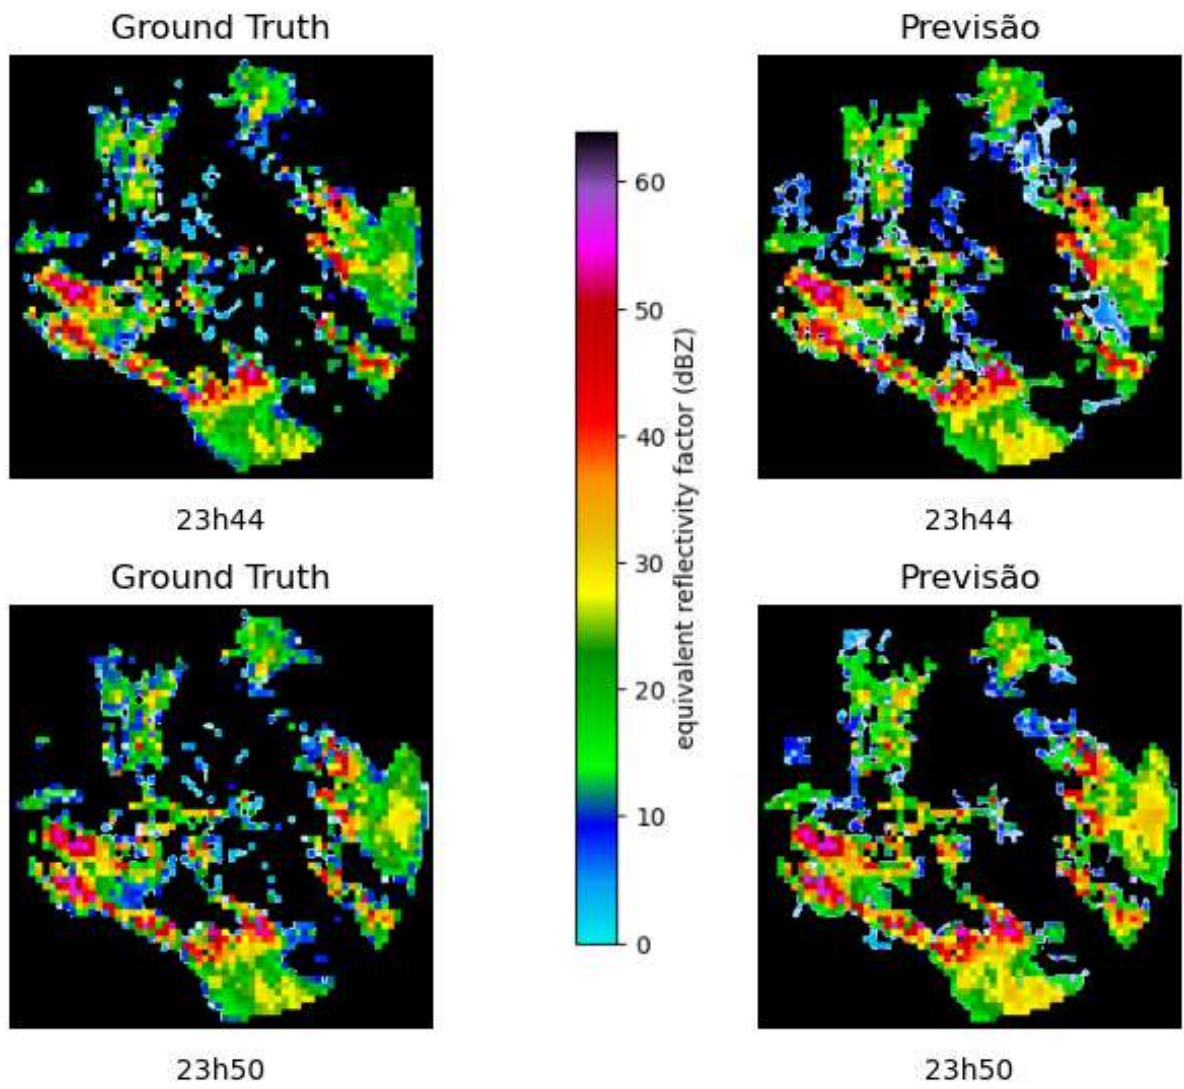 Ground Truth
Previsão
23h44
23h44
60
50
40
30
20
10
0
equivalent reflectivity factor (dBZ)
Ground Truth
Previsão
23h50
23h50